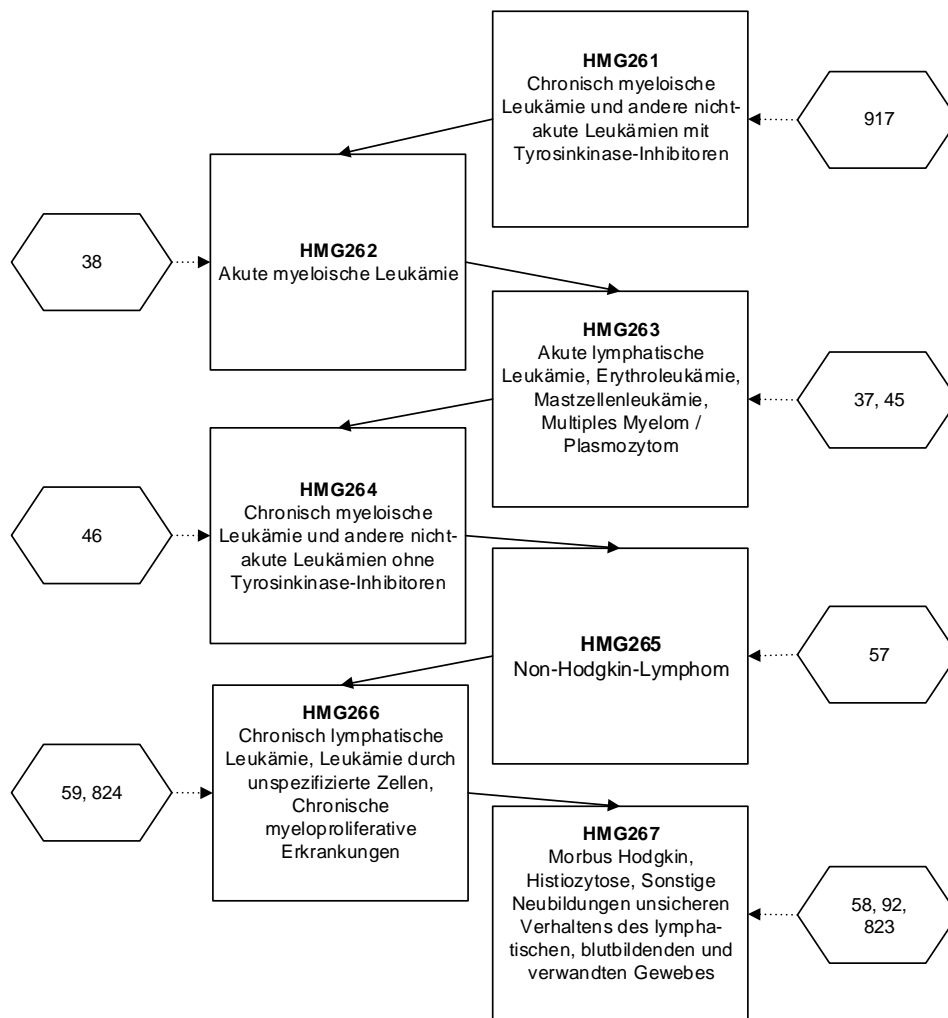 HMG261
Chronisch myeloische
Leukämie und andere nicht-
akute Leukämien mit
Tyrosinkinase-Inhibitoren
917
38
HMG262
Akute myeloische Leukämie
HMG263
Akute lymphatische
Leukämie, Erythroleukämie,
Mastzellenleukämie,
Multiples Myelom /
Plasmozytom
37, 45
46
HMG264
Chronisch myeloische
Leukämie und andere nicht-
akute Leukämien ohne
Tyrosinkinase-Inhibitoren
HMG265
Non-Hodgkin-Lymphom
57
59, 824
HMG266
Chronisch lymphatische
Leukämie, Leukämie durch
unspezifizierte Zellen,
Chronische
myeloproliferative
Erkrankungen
HMG267
Morbus Hodgkin,
Histiozytose, Sonstige
Neubildungen unsicheren
Verhaltens des lympha-
tischen, blutbildenden und
verwandten Gewebes
58, 92,
823